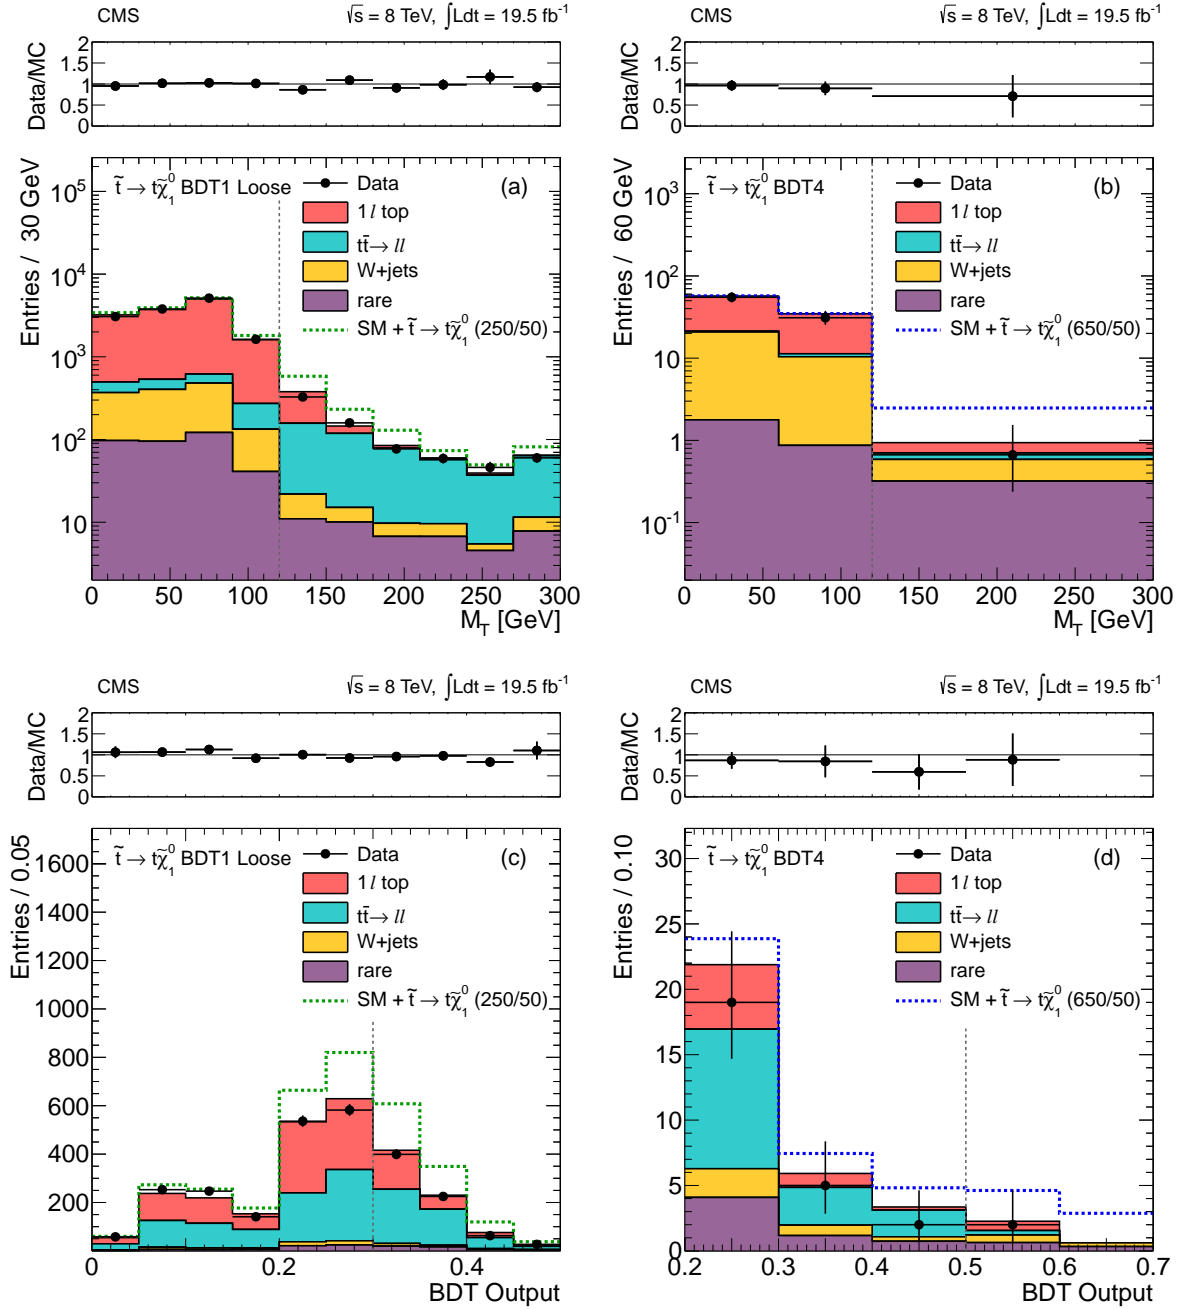 CMS √s = 8 TeV, ∫Ldt = 19.5 fb⁻¹
Data/MC
2
1.5
1
0.5
0
t̃ → tχ̃₁⁰ BDT1 Loose
(a)
Data
1l top
tt̄ → ll
W+jets
rare
SM + t̃ → tχ̃₁⁰ (250/50)
Entries / 30 GeV
10⁵
10⁴
10³
10²
10
0 50 100 150 200 250 300
M_T [GeV]
CMS √s = 8 TeV, ∫Ldt = 19.5 fb⁻¹
Data/MC
2
1.5
1
0.5
0
t̃ → tχ̃₁⁰ BDT4
(b)
Data
1l top
tt̄ → ll
W+jets
rare
SM + t̃ → tχ̃₁⁰ (650/50)
Entries / 60 GeV
10³
10²
10
1
10⁻¹
0 50 100 150 200 250 300
M_T [GeV]
CMS √s = 8 TeV, ∫Ldt = 19.5 fb⁻¹
Data/MC
2
1.5
1
0.5
0
t̃ → tχ̃₁⁰ BDT1 Loose
(c)
Data
1l top
tt̄ → ll
W+jets
rare
SM + t̃ → tχ̃₁⁰ (250/50)
Entries / 0.05
1600
1400
1200
1000
800
600
400
200
0 0.2 0.4
BDT Output
CMS √s = 8 TeV, ∫Ldt = 19.5 fb⁻¹
Data/MC
2
1.5
1
0.5
0
t̃ → tχ̃₁⁰ BDT4
(d)
Data
1l top
tt̄ → ll
W+jets
rare
SM + t̃ → tχ̃₁⁰ (650/50)
Entries / 0.10
30
25
20
15
10
5
0
0.2 0.3 0.4 0.5 0.6 0.7
BDT Output